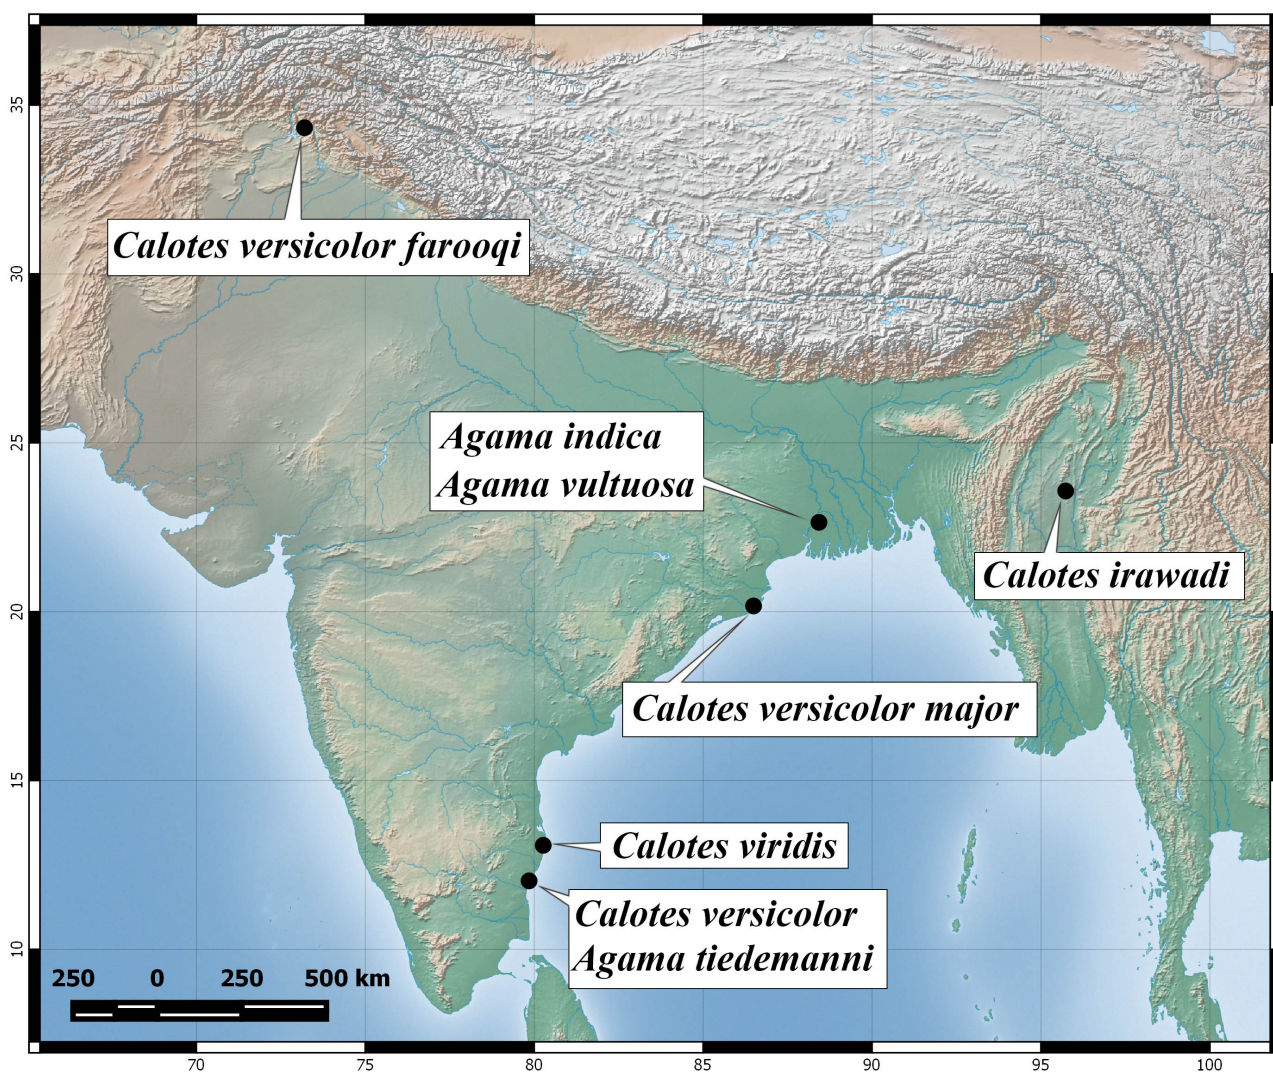 35
Calotes versicolor farooqi
30
Agama indica
Agama vultuosa
25
Calotes irawadi
20
Calotes versicolor major
15
Calotes viridis
Calotes versicolor
Agama tiedemanni
10
250 0 250 500 km
70 75 80 85 90 95 100